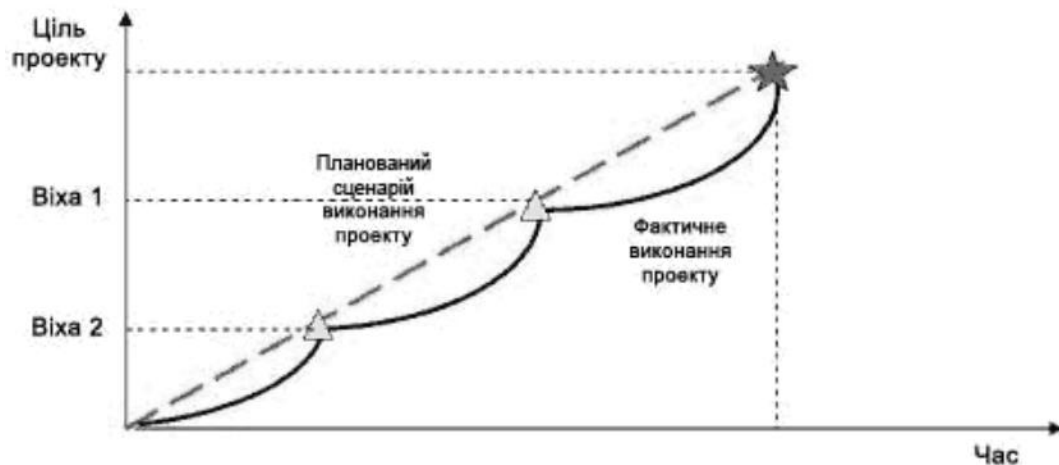 Ціль
проекту
Планований
сценарій
виконання
проекту
Віха 1
Фактичне
виконання
проекту
Віха 2
Час